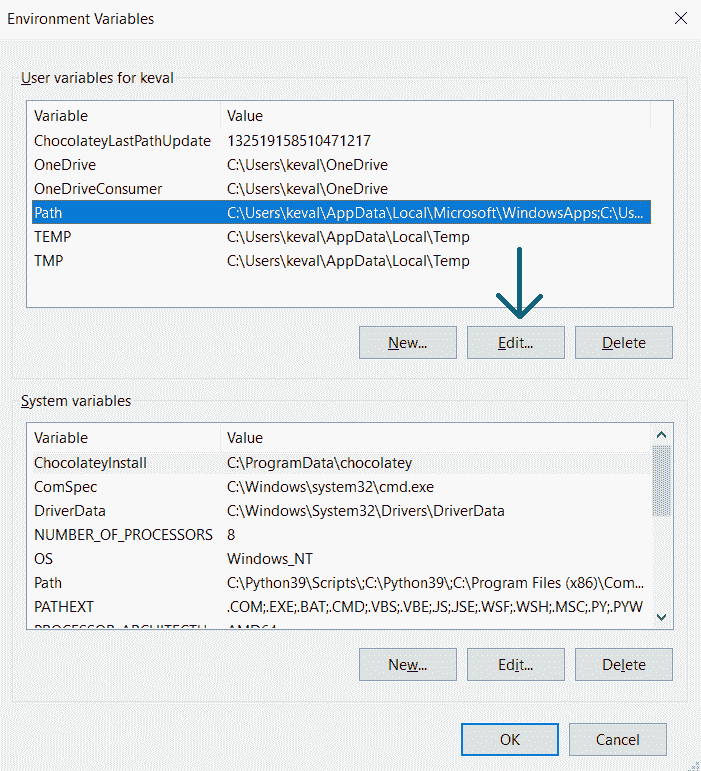 Environment Variables
User variables for keval
Variable Value
ChocolateyLastPathUpdate 132519158510471217
OneDrive C:\Users\keval\OneDrive
OneDriveConsumer C:\Users\keval\OneDrive
Path C:\Users\keval\AppData\Local\Microsoft\WindowsApps;C:\Us...
TEMP C:\Users\keval\AppData\Local\Temp
TMP C:\Users\keval\AppData\Local\Temp
New... Edit... Delete
System variables
Variable Value
ChocolateyInstall C:\ProgramData\chocolatey
ComSpec C:\Windows\system32\cmd.exe
DriverData C:\Windows\System32\Drivers\DriverData
NUMBER_OF_PROCESSORS 8
OS Windows_NT
Path C:\Python39\Scripts\;C:\Python39\;C:\Program Files (x86)\Com...
PATHEXT .COM;.EXE;.BAT;.CMD;.VBS;.VBE;.JS;.JSE;.WSF;.WSH;.MSC;.PY;.PYW
PROCESSOR_ARCHITECTU AMD64
New... Edit... Delete
OK Cancel